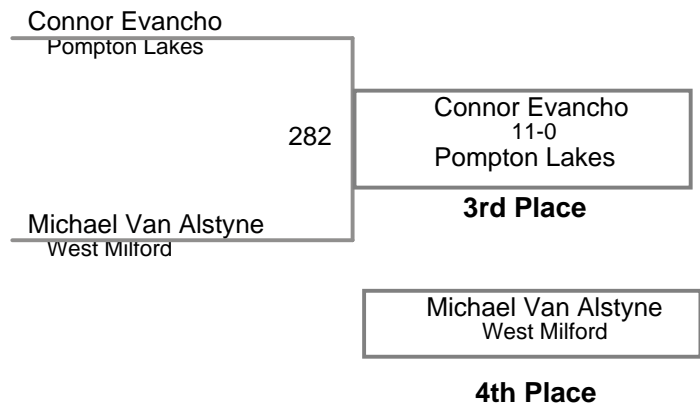 Connor Evancho
Pompton Lakes
282
Connor Evancho
11-0
Pompton Lakes
3rd Place
Michael Van Alstyne
West Milford
Michael Van Alstyne
West Milford
4th Place